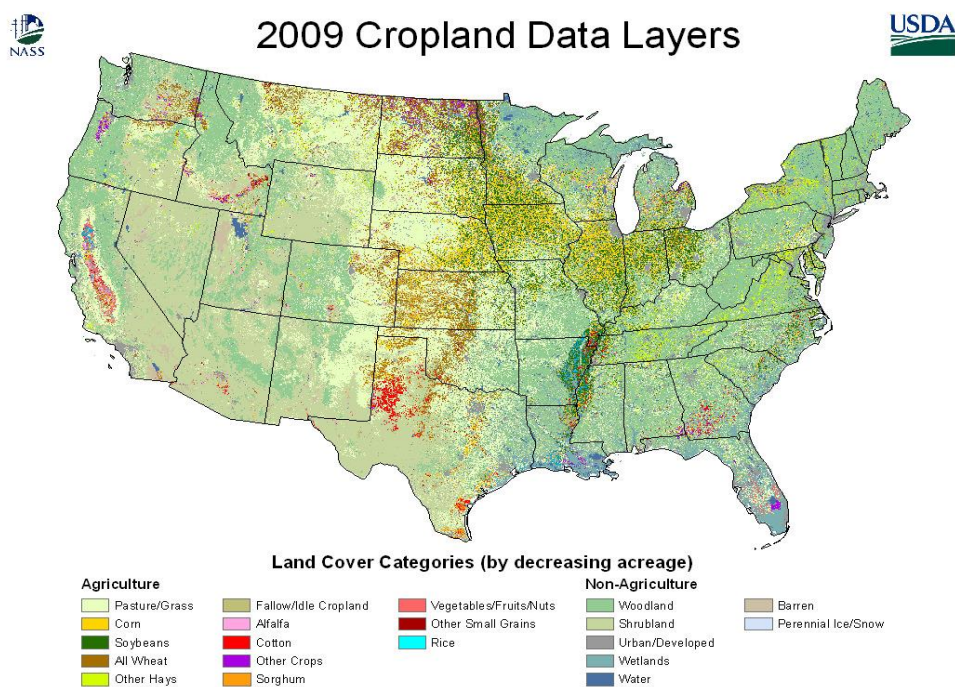 NASS
2009 Cropland Data Layers
USDA
Land Cover Categories (by decreasing acreage)
Agriculture
Pasture/Grass
Corn
Soybeans
All Wheat
Other Hays
Fallow/Idle Cropland
Alfalfa
Cotton
Other Crops
Sorghum
Vegetables/Fruits/Nuts
Other Small Grains
Rice
Non-Agriculture
Woodland
Shrubland
Urban/Developed
Wetlands
Water
Barren
Perennial Ice/Snow